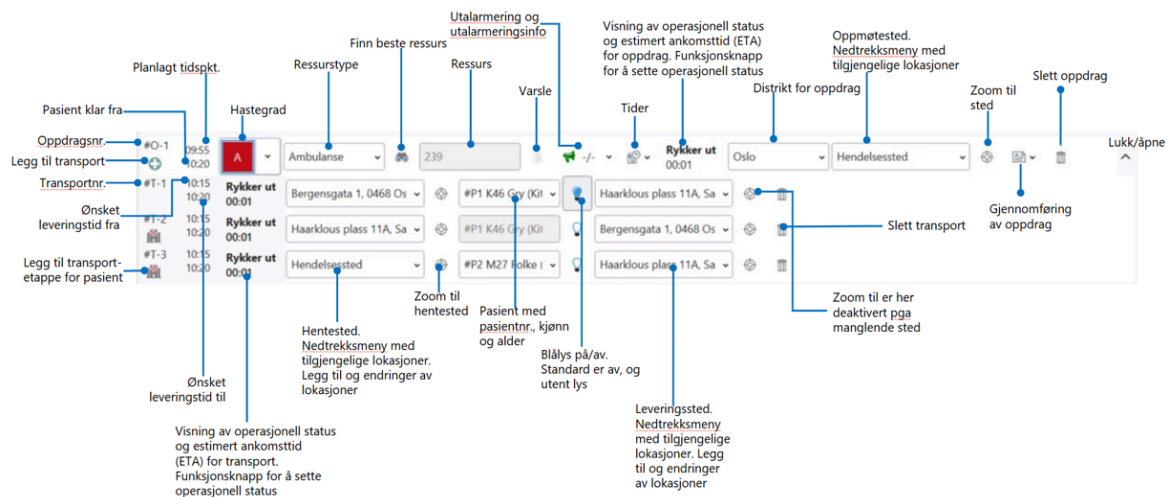 Utalarmering og
utalarmeringsinfo
Visning av operasjonell status
og estimert ankomsttid (ETA)
for oppdrag. Funksjonsknapp
for å sette operasjonell status
Oppmøtested.
Nedtrekksmeny med
tilgjengelige lokasjoner
Finn beste ressurs
Planlagt tidspkt.
Ressurstype
Ressurs
Varsle
Tider
Distrikt for oppdrag
Zoom til
sted
Slett oppdrag
Pasient klar fra
Hastegrad
Oppdragsnr.
Legg til transport
Transportnr.
Ønsket
leveringstid fra
Legg til transport-
etappe for pasient
#O-1
09:55
10:20
A
Ambulanse
239
-/-
Rykker ut
00:01
Oslo
Hendelsessted
Lukk/åpne
#T-1
10:15
10:20
Rykker ut
00:01
Bergensgata 1, 0468 Os
#P1 K46 Gry (Kit
Haarklous plass 11A, Sa
#T-2
10:15
10:20
Rykker ut
00:01
Haarklous plass 11A, Sa
#P1 K46 Gry (Kit
Bergensgata 1, 0468 Os
#T-3
10:15
10:20
Rykker ut
00:01
Hendelsessted
#P2 M27 Folke (
Haarklous plass 11A, Sa
Gjennomføring
av oppdrag
Slett transport
Zoom til
hentested
Pasient med
pasientnr., kjønn
og alder
Zoom til er her
deaktivert pga
manglende sted
Hentested.
Nedtrekksmeny med
tilgjengelige lokasjoner.
Legg til og endringer av
lokasjoner
Blålys på/av.
Standard er av, og
utent lys
Ønsket
leveringstid til
Leveringssted.
Nedtrekksmeny
med tilgjengelige
lokasjoner. Legg
til og endringer
av lokasjoner
Visning av operasjonell status
og estimert ankomsttid
(ETA) for transport.
Funksjonsknapp for å sette
operasjonell status